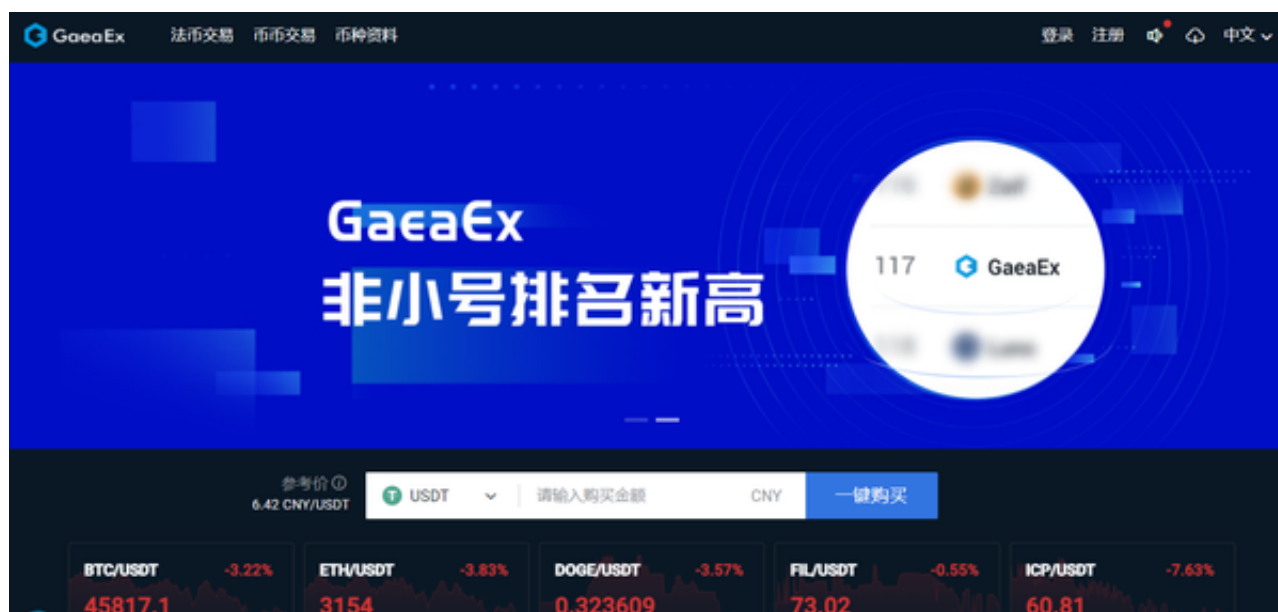 GaeaEx 法币交易 币币交易 币种资料 登录 注册 中文
GaeaEx
非小号排名新高
117 GaeaEx
参考价
6.42 CNY/USDT
USDT 请输入购买金额 CNY 一键购买
BTC/USDT -3.22% ETH/USDT -3.83% DOGE/USDT -3.57% FIL/USDT -0.55% ICP/USDT -7.63%
45817.1 3154 0.323609 73.02 60.81